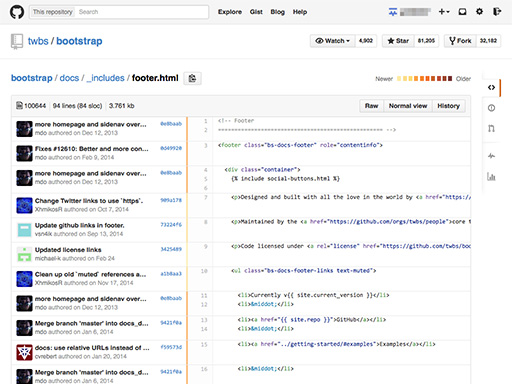 This repository
Search
Explore
Gist
Blog
Help
twbs / bootstrap
Watch
4,902
Star
81,205
Fork
32,182
bootstrap / docs / _includes / footer.html
Newer
Older
100644
94 lines (84 sloc)
3.761 kb
Raw
Normal view
History
more homepage and sidenav over…
0e8baab
mdo authored on Dec 12, 2013
1
<!-- Footer
2
================================================== -->
Fixes #12610: Better and more con…
0d49920
mdo authored on Feb 9, 2014
3
<footer class="bs-docs-footer" role="contentinfo">
more homepage and sidenav over…
0e8baab
mdo authored on Dec 12, 2013
4
<div class="container">
5
{% include social-buttons.html %}
6
Change Twitter links to use `https`.
909a178
XhmikosR authored on Oct 7, 2014
7
<p>Designed and built with all the love in the world by <a href="https:/
Update github links in footer.
73224f6
vsn4ik authored on Sep 13, 2014
8
<p>Maintained by the <a href="https://github.com/orgs/twbs/people">core t
Updated license links
3425489
michael-k authored on Feb 24
9
<p>Code licensed under <a rel="license" href="https://github.com/twbs/boo
Clean up old `muted` references a…
a1b8aa3
XhmikosR authored on Nov 17, 2014
10
<ul class="bs-docs-footer-links text-muted">
more homepage and sidenav over…
0e8baab
mdo authored on Dec 12, 2013
11
<li>Currently v{{ site.current_version }}</li>
12
<li>&middot;</li>
Merge branch 'master' into docs_d…
9421f0a
mdo authored on Jan 6, 2014
13
<li><a href="{{ site.repo }}">GitHub</a></li>
14
<li>&middot;</li>
docs: use relative URLs instead of …
f59573d
cvrebert authored on Jan 20, 2014
15
<li><a href="../getting-started/#examples">Examples</a></li>
Merge branch 'master' into docs_d…
9421f0a
mdo authored on Jan 6, 2014
16
<li>&middot;</li>